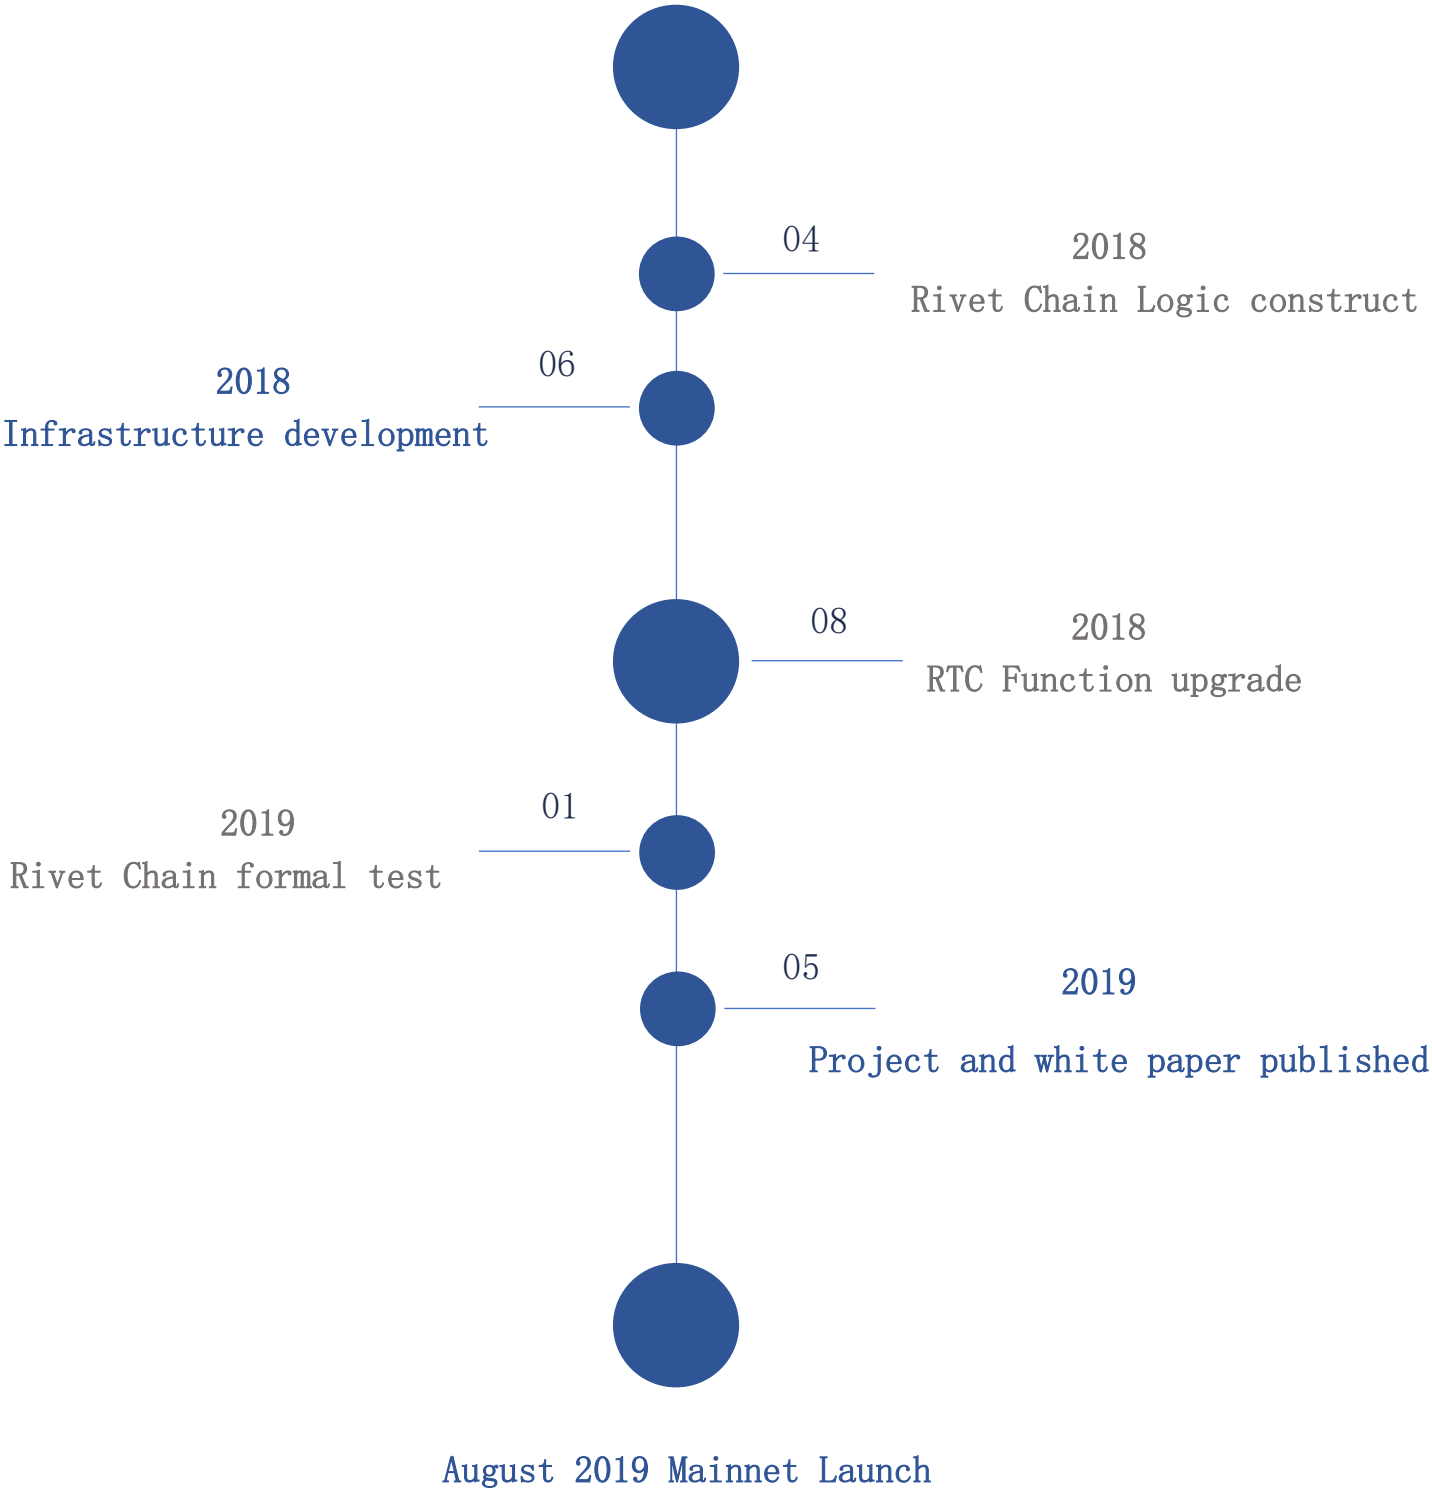 04
2018
Rivet Chain Logic construct
06
2018
Infrastructure development
08
2018
RTC Function upgrade
01
2019
Rivet Chain formal test
05
2019
Project and white paper published
August 2019 Mainnet Launch